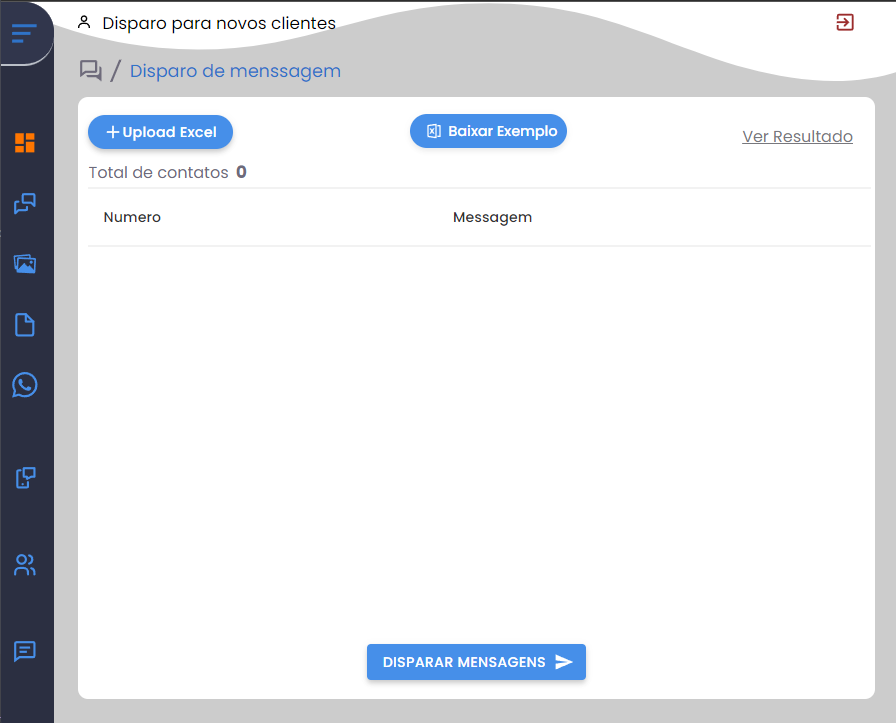 Disparo para novos clientes
/ Disparo de menssagem
+Upload Excel
Baixar Exemplo
Ver Resultado
Total de contatos 0
Numero Messagem
DISPARAR MENSAGENS